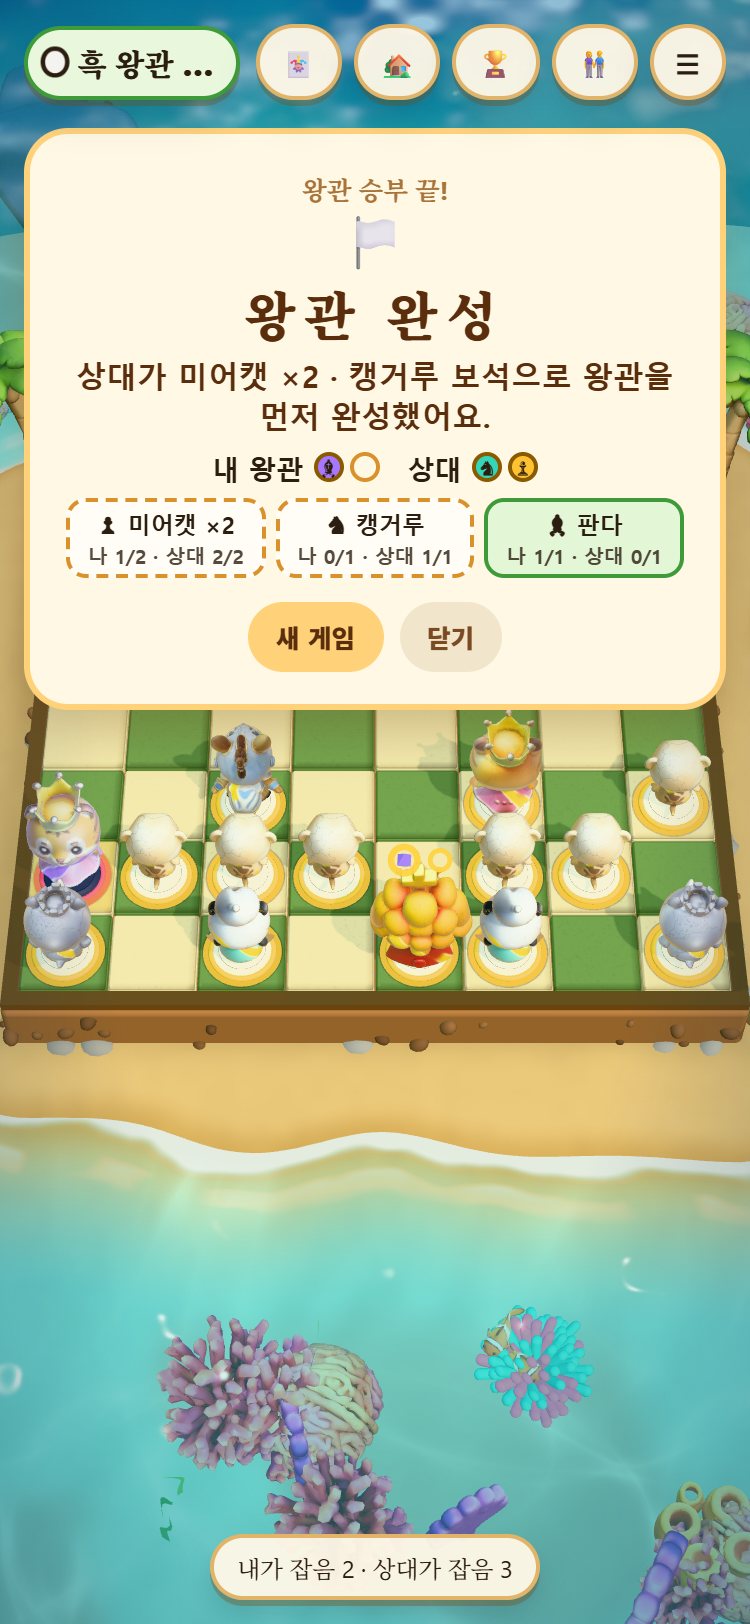 흑 왕관 ...
왕관 승부 끝!
왕관 완성
상대가 미어캣 ×2 · 캥거루 보석으로 왕관을
먼저 완성했어요.
내 왕관 상대
미어캣 ×2
나 1/2 · 상대 2/2
캥거루
나 0/1 · 상대 1/1
판다
나 1/1 · 상대 0/1
새 게임
닫기
내가 잡음 2 · 상대가 잡음 3